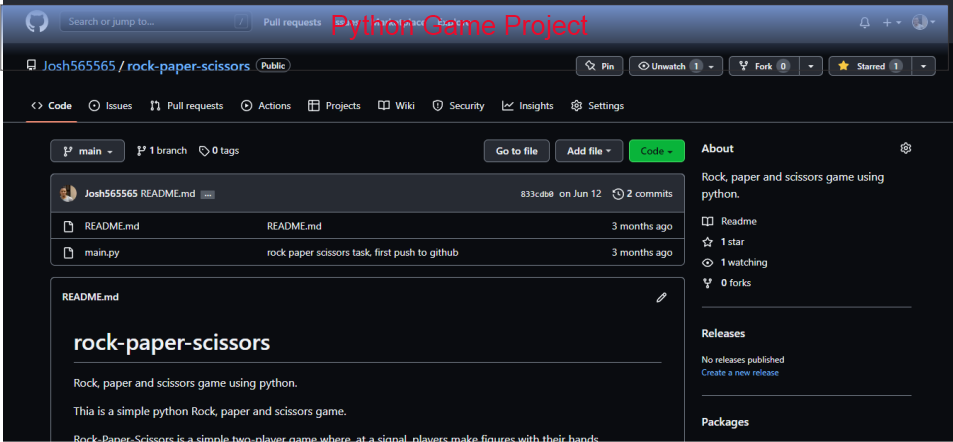 Search or jump to...
/
Pull requests Issues Marketplace Explore
Python Game Project
Josh565565 / rock-paper-scissors Public
Pin
Unwatch 1
Fork 0
Starred 1
Code Issues Pull requests Actions Projects Wiki Security Insights Settings
main 1 branch 0 tags
Go to file Add file Code
Josh565565 README.md ... 833cdb0 on Jun 12 2 commits
README.md README.md 3 months ago
main.py rock paper scissors task, first push to github 3 months ago
README.md
rock-paper-scissors
Rock, paper and scissors game using python.
Thia is a simple python Rock, paper and scissors game.
Rock-Paper-Scissors is a simple two-player game where, at a signal, players make figures with their hands
About
Rock, paper and scissors game using
python.
Readme
1 star
1 watching
0 forks
Releases
No releases published
Create a new release
Packages